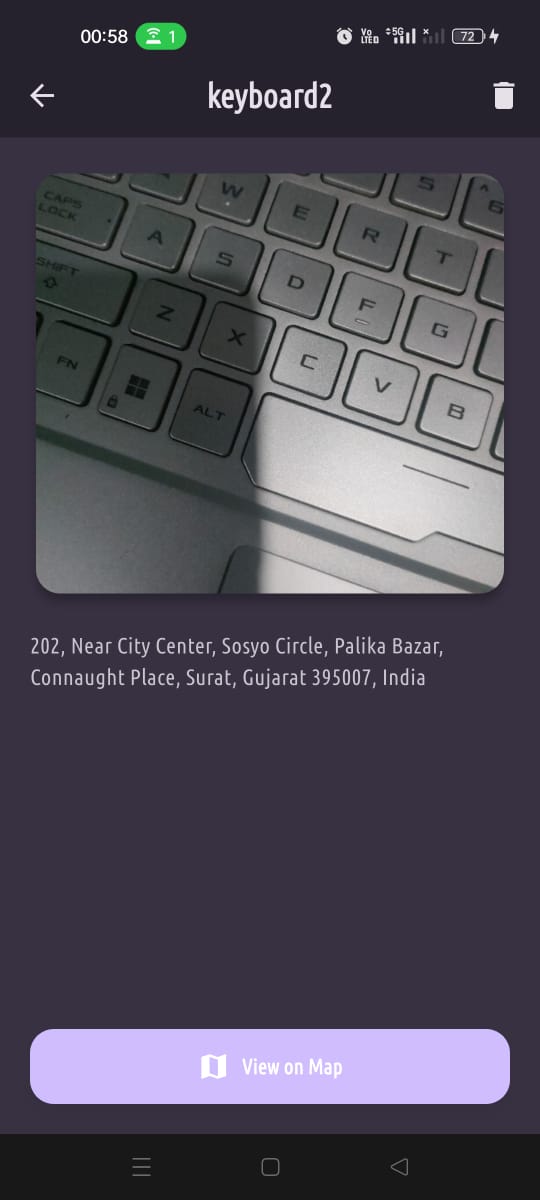 00:58 1 Vo LTE 5G 72
keyboard2
CAPS LOCK W E 5 ^ 6
A S R T
SHIFT Z X D F G
FN ALT C V B
202, Near City Center, Sosyo Circle, Palika Bazar,
Connaught Place, Surat, Gujarat 395007, India
View on Map